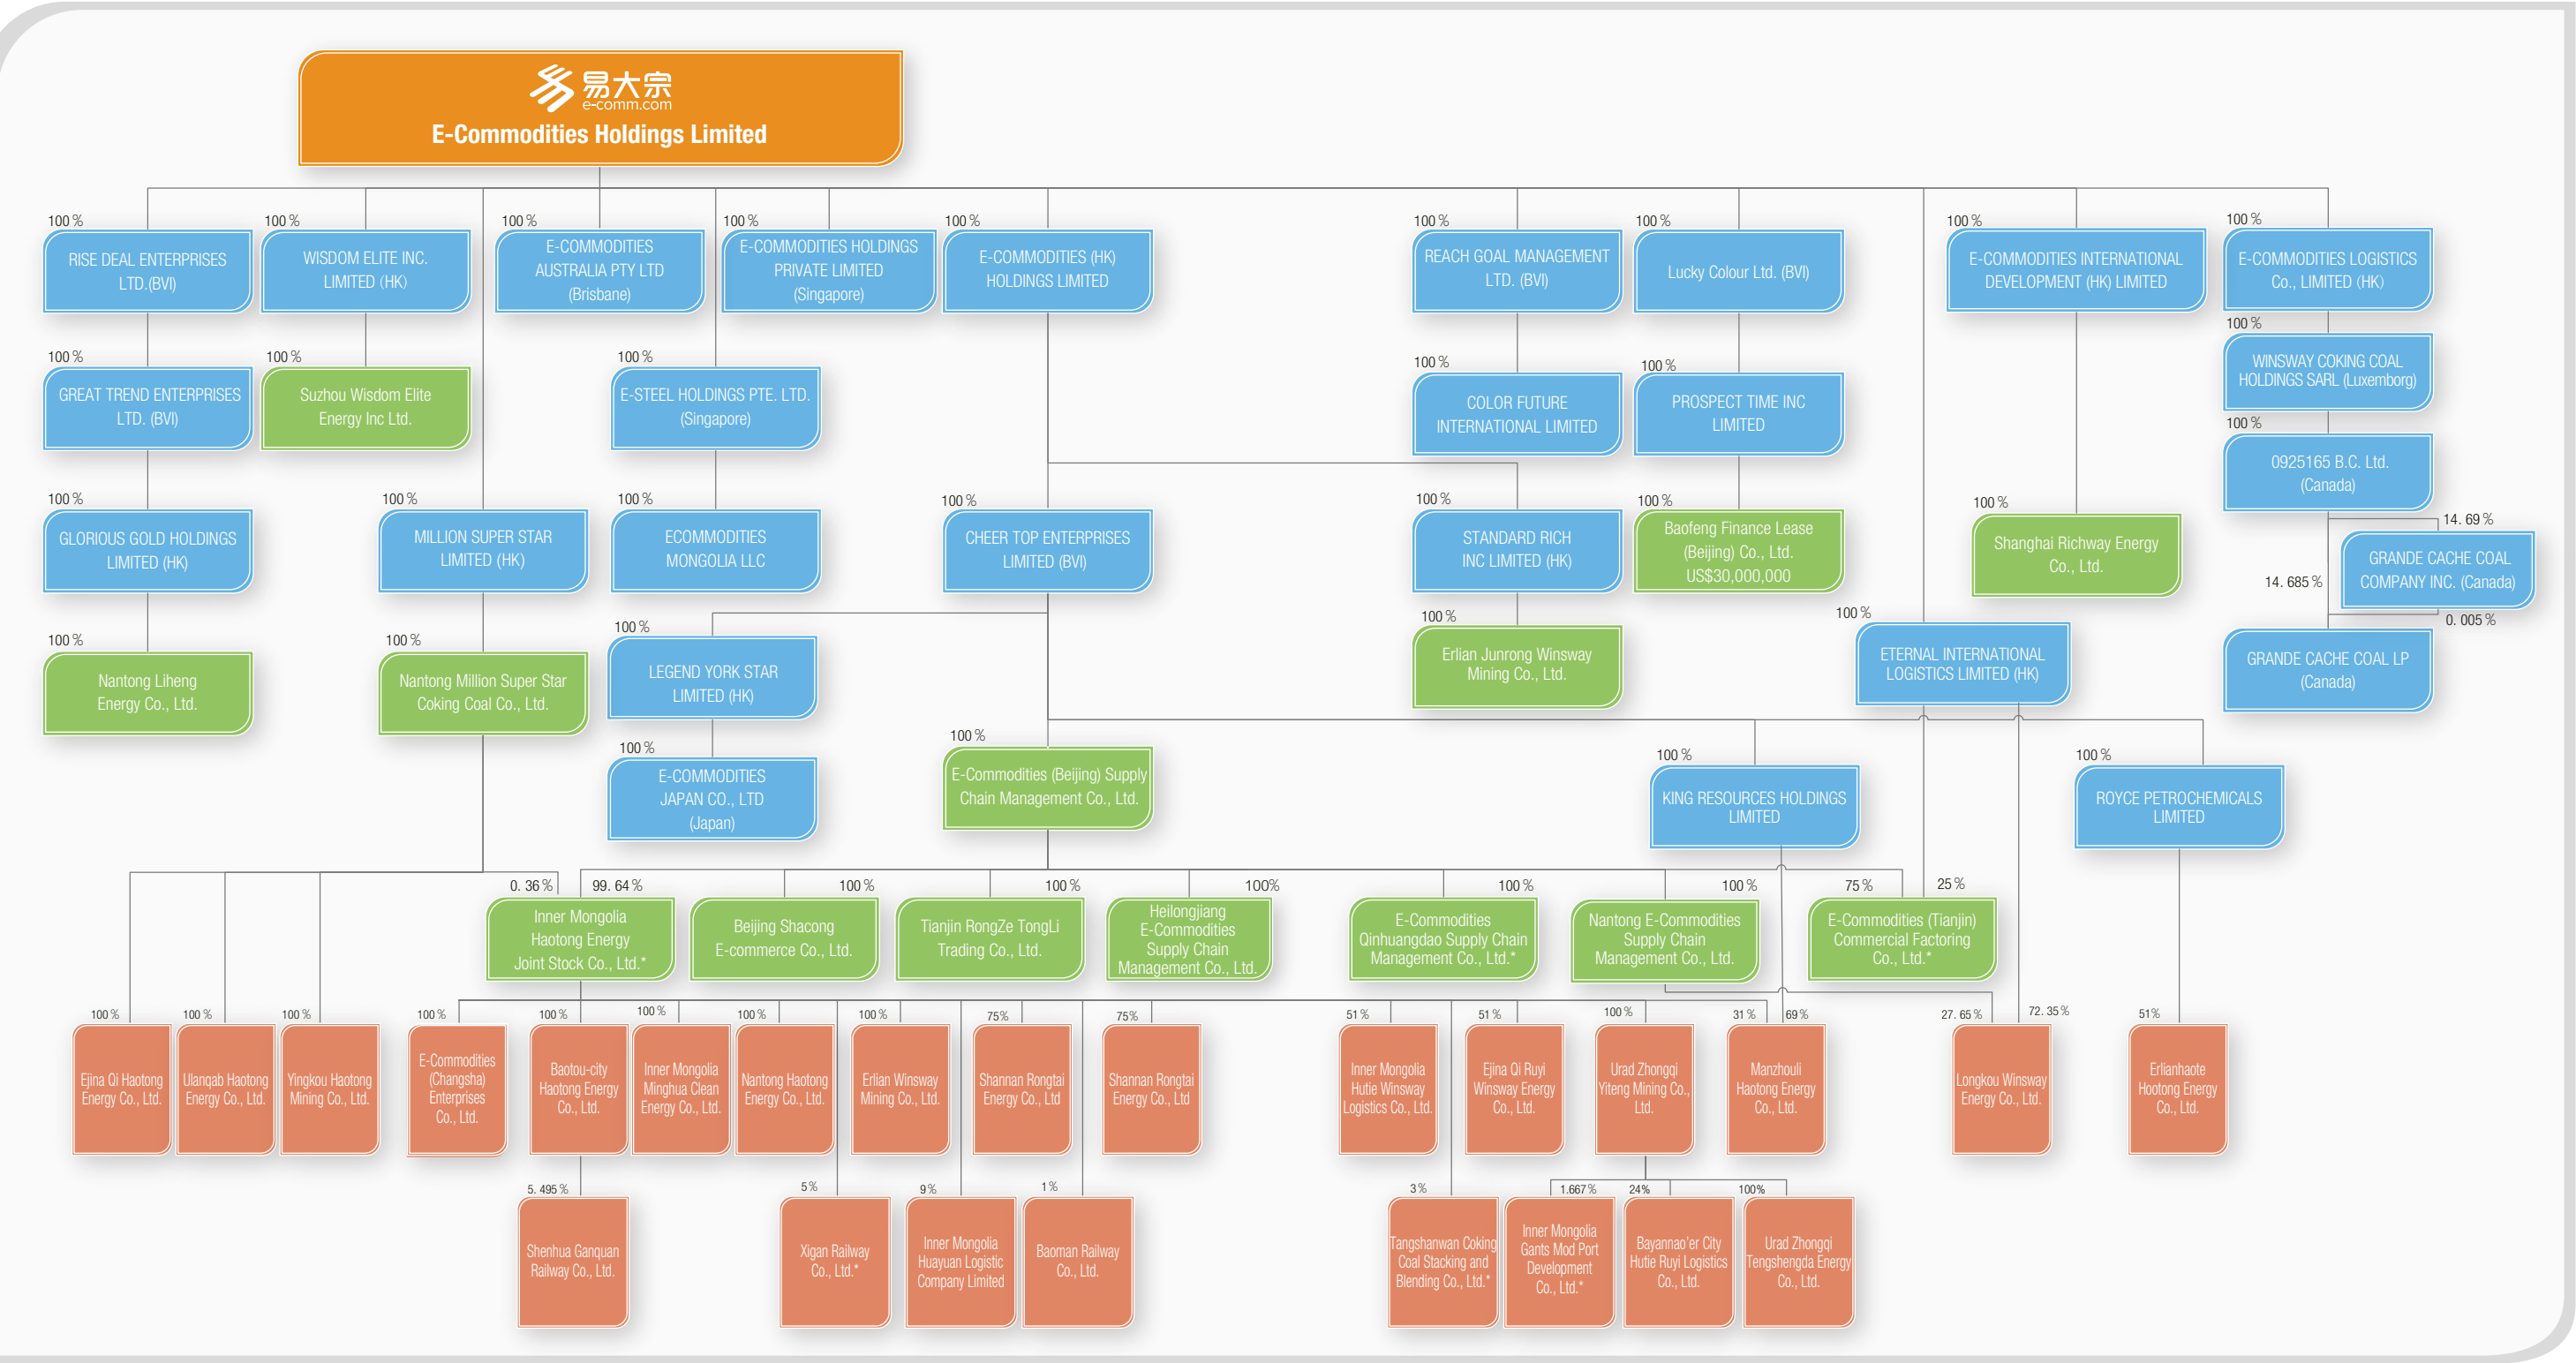 易大宗
e-comm.com
E-Commodities Holdings Limited
100 %
RISE DEAL ENTERPRISES
LTD.(BVI)
100 %
WISDOM ELITE INC.
LIMITED (HK)
100 %
E-COMMODITIES
AUSTRALIA PTY LTD
(Brisbane)
100 %
E-COMMODITIES HOLDINGS
PRIVATE LIMITED
(Singapore)
100 %
E-COMMODITIES (HK)
HOLDINGS LIMITED
100 %
REACH GOAL MANAGEMENT
LTD. (BVI)
100 %
Lucky Colour Ltd. (BVI)
100 %
E-COMMODITIES INTERNATIONAL
DEVELOPMENT (HK) LIMITED
100 %
E-COMMODITIES LOGISTICS
Co., LIMITED (HK)
100 %
GREAT TREND ENTERPRISES
LTD. (BVI)
100 %
Suzhou Wisdom Elite
Energy Inc Ltd.
100 %
E-STEEL HOLDINGS PTE. LTD.
(Singapore)
100 %
COLOR FUTURE
INTERNATIONAL LIMITED
100 %
PROSPECT TIME INC
LIMITED
100 %
WINSWAY COKING COAL
HOLDINGS SARL (Luxemborg)
100 %
0925165 B.C. Ltd.
(Canada)
100 %
GLORIOUS GOLD HOLDINGS
LIMITED (HK)
100 %
MILLION SUPER STAR
LIMITED (HK)
100 %
ECOMMODITIES
MONGOLIA LLC
100 %
CHEER TOP ENTERPRISES
LIMITED (BVI)
100 %
STANDARD RICH
INC LIMITED (HK)
100 %
Baofeng Finance Lease
(Beijing) Co., Ltd.
US$30,000,000
100 %
Shanghai Richway Energy
Co., Ltd.
14. 69 %
GRANDE CACHE COAL
COMPANY INC. (Canada)
14. 685 %
0. 005 %
100 %
Nantong Liheng
Energy Co., Ltd.
100 %
Nantong Million Super Star
Coking Coal Co., Ltd.
100 %
LEGEND YORK STAR
LIMITED (HK)
100 %
Erlian Junrong Winsway
Mining Co., Ltd.
100 %
ETERNAL INTERNATIONAL
LOGISTICS LIMITED (HK)
GRANDE CACHE COAL LP
(Canada)
100 %
E-COMMODITIES
JAPAN CO., LTD
(Japan)
100 %
E-Commodities (Beijing) Supply
Chain Management Co., Ltd.
100 %
KING RESOURCES HOLDINGS
LIMITED
100 %
ROYCE PETROCHEMICALS
LIMITED
0. 36 %
99. 64 %
Inner Mongolia
Haotong Energy
Joint Stock Co., Ltd.*
100 %
Beijing Shacong
E-commerce Co., Ltd.
100 %
Tianjin RongZe TongLi
Trading Co., Ltd.
100%
Heilongjiang
E-Commodities
Supply Chain
Management Co., Ltd.
100 %
E-Commodities
Qinhuangdao Supply Chain
Management Co., Ltd.*
100 %
Nantong E-Commodities
Supply Chain
Management Co., Ltd.
75 %
25 %
E-Commodities (Tianjin)
Commercial Factoring
Co., Ltd.*
100 %
Ejina Qi Haotong
Energy Co., Ltd.
100 %
Ulanqab Haotong
Energy Co., Ltd.
100 %
Yingkou Haotong
Mining Co., Ltd.
100 %
E-Commodities
(Changsha)
Enterprises
Co., Ltd.
100 %
Baotou-city
Haotong Energy
Co., Ltd.
100 %
Inner Mongolia
Minghua Clean
Energy Co., Ltd.
100 %
Nantong Haotong
Energy Co., Ltd.
100 %
Erlian Winsway
Mining Co., Ltd.
75%
Shannan Rongtai
Energy Co., Ltd
75%
Shannan Rongtai
Energy Co., Ltd
51 %
Inner Mongolia
Hutie Winsway
Logistics Co., Ltd.
51 %
Ejina Qi Ruyi
Winsway Energy
Co., Ltd.
100 %
Urad Zhongqi
Yiteng Mining Co.,
Ltd.
31 %
69 %
Manzhouli
Haotong Energy
Co., Ltd.
27. 65 %
72. 35 %
Longkou Winsway
Energy Co., Ltd.
51%
Erlianhaote
Hootong Energy
Co., Ltd.
5. 495 %
Shenhua Ganquan
Railway Co., Ltd.
5 %
Xigan Railway
Co., Ltd.*
9 %
Inner Mongolia
Huayuan Logistic
Company Limited
1 %
Baoman Railway
Co., Ltd.
3 %
Tangshanwan Coking
Coal Stacking and
Blending Co., Ltd.*
1.667 %
Inner Mongolia
Gants Mod Port
Development
Co., Ltd.*
24%
Bayannao'er City
Hutie Ruyi Logistics
Co., Ltd.
100%
Urad Zhongqi
Tengshengda Energy
Co., Ltd.